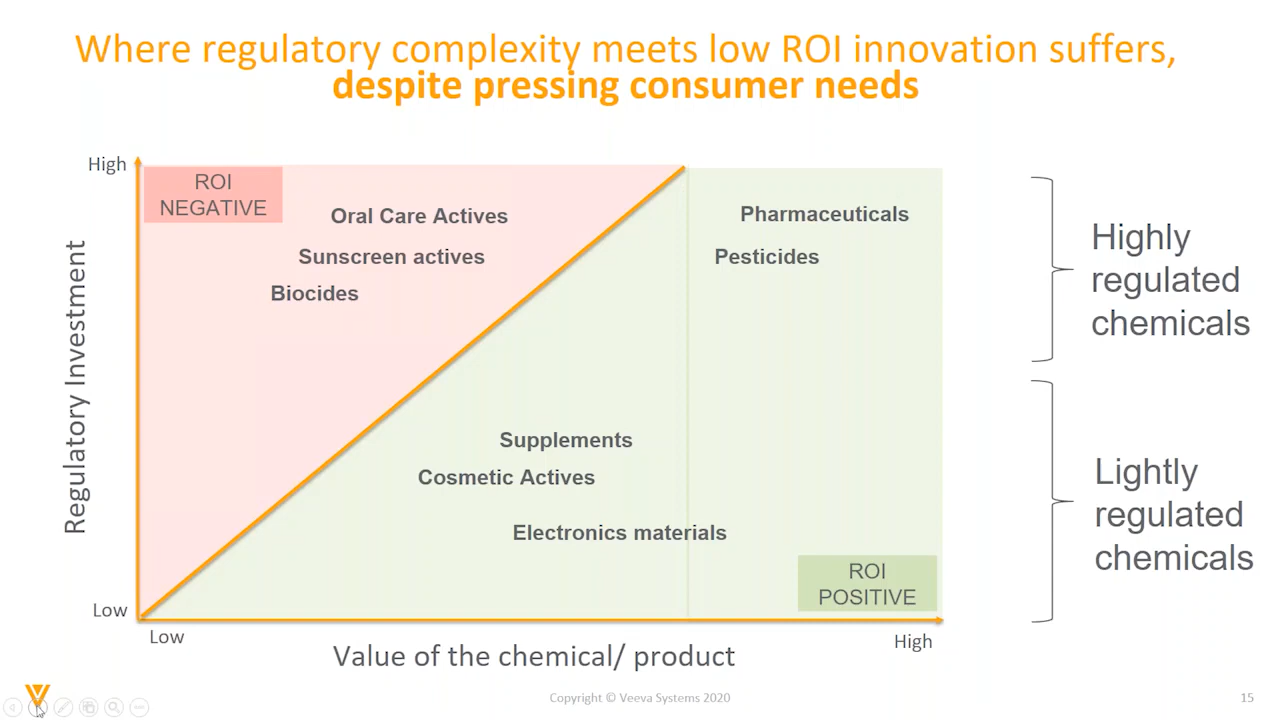 Where regulatory complexity meets low ROI innovation suffers,
despite pressing consumer needs
High
ROI
NEGATIVE
Oral Care Actives
Sunscreen actives
Biocides
Pharmaceuticals
Pesticides
Highly
regulated
chemicals
Regulatory Investment
Supplements
Cosmetic Actives
Electronics materials
ROI
POSITIVE
Lightly
regulated
chemicals
Low
Low
High
Value of the chemical/ product
Copyright © Veeva Systems 2020
15